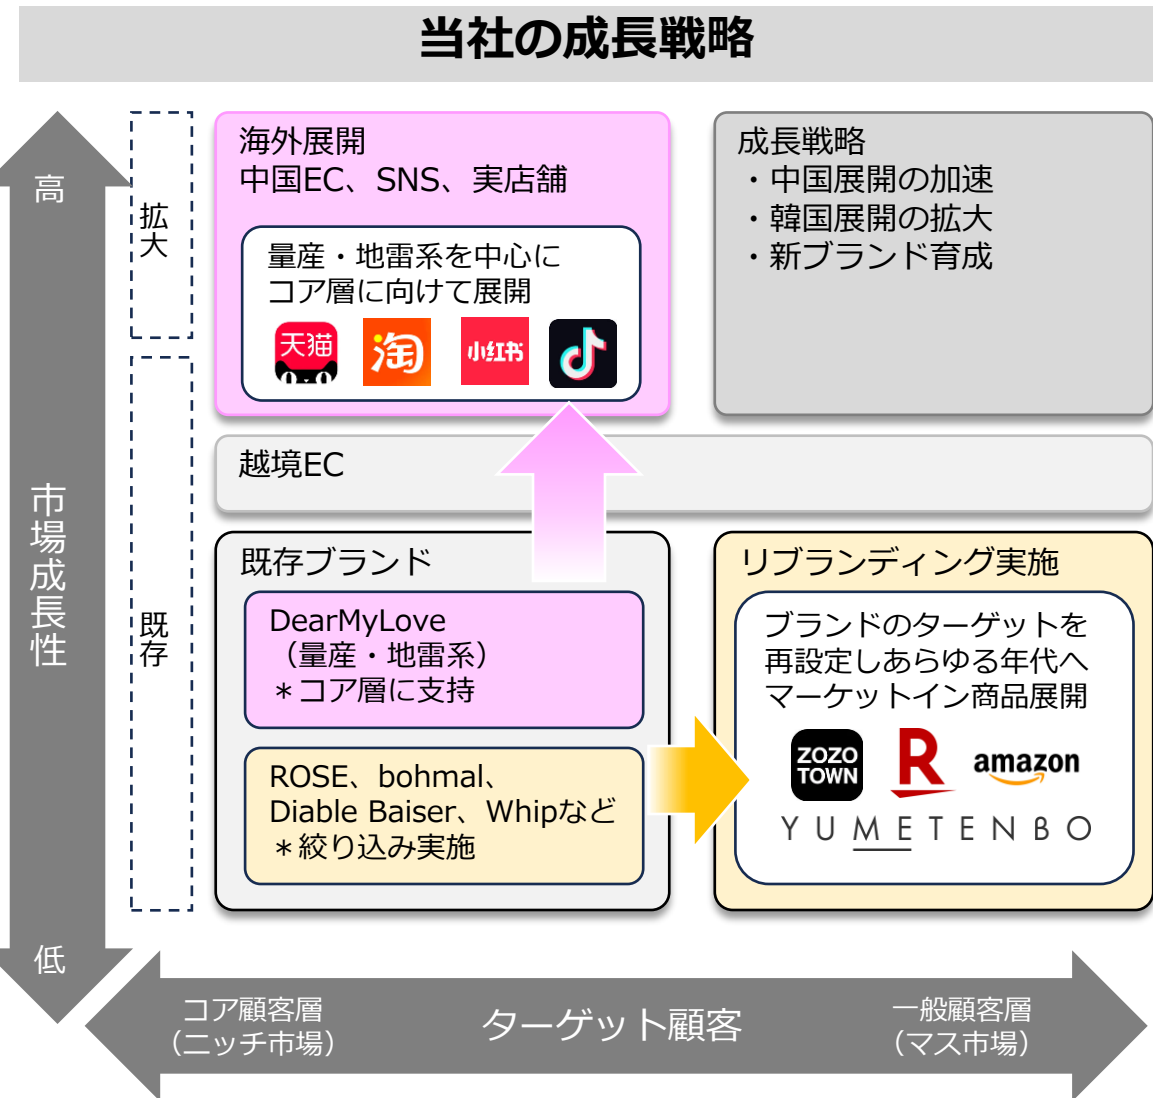 当社の成長戦略
高
市場成長性
低
拡大
既存
海外展開
中国EC、SNS、実店舗
量産・地雷系を中心に
コア層に向けて展開
天猫
淘
小红书
成長戦略
・中国展開の加速
・韓国展開の拡大
・新ブランド育成
越境EC
既存ブランド
DearMyLove
（量産・地雷系）
＊コア層に支持
ROSE、bohmal、
Diable Baiser、Whipなど
＊絞り込み実施
リブランディング実施
ブランドのターゲットを
再設定しあらゆる年代へ
マーケットイン商品展開
ZOZO
TOWN
R
amazon
YUMETENBO
コア顧客層
（ニッチ市場）
ターゲット顧客
一般顧客層
（マス市場）